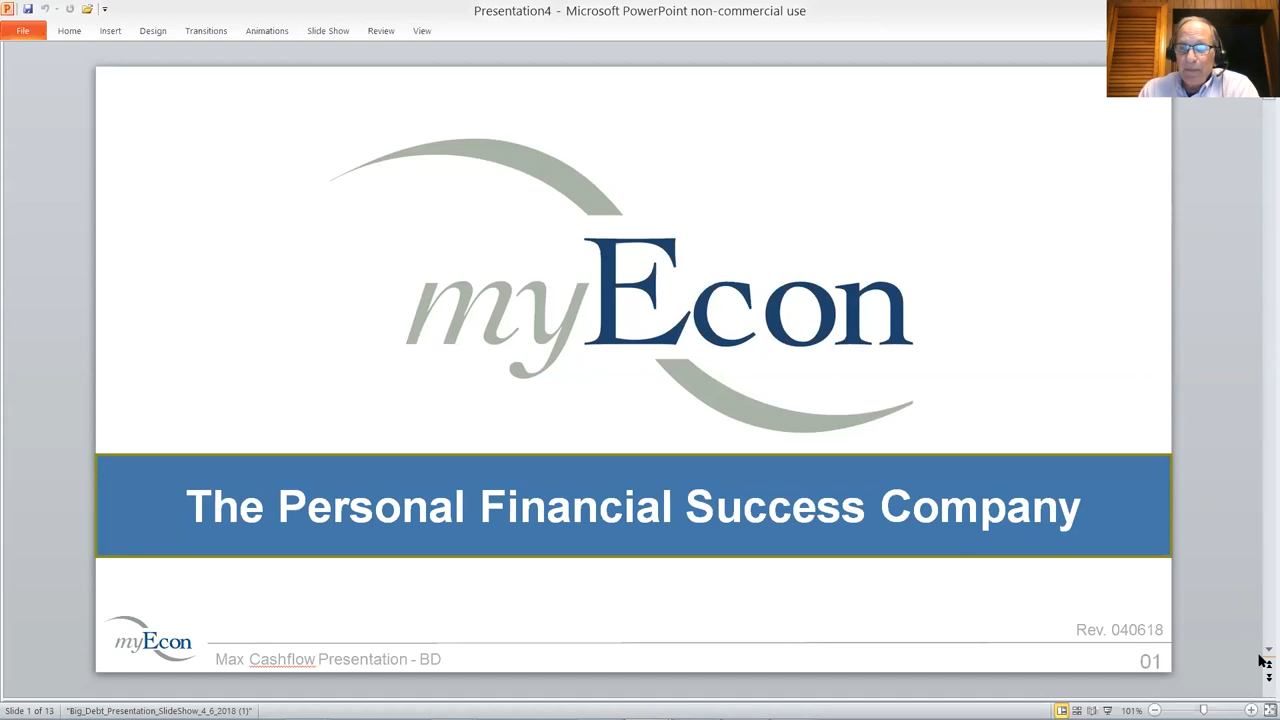 Presentation4 - Microsoft PowerPoint non-commercial use
File Home Insert Design Transitions Animations Slide Show Review View
myEcon
The Personal Financial Success Company
myEcon
Rev. 040618
Max Cashflow Presentation - BD
01
Slide 1 of 13 "Big_Debt_Presentation_SlideShow_4_6_2018 (1)" 101%